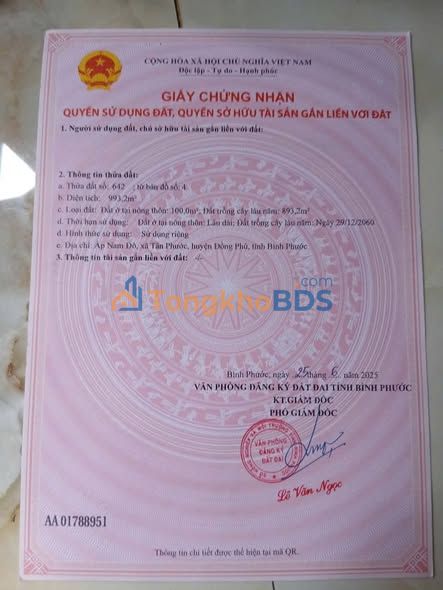 CỘNG HÒA XÃ HỘI CHỦ NGHĨA VIỆT NAM
Độc lập - Tự do - Hạnh phúc
GIẤY CHỨNG NHẬN
QUYỀN SỬ DỤNG ĐẤT, QUYỀN SỞ HỮU TÀI SẢN GẮN LIỀN VỚI ĐẤT
1. Người sử dụng đất, chủ sở hữu tài sản gắn liền với đất:
2. Thông tin thửa đất:
a. Thửa đất số: 642 tờ bản đồ số: 4
b. Diện tích: 993,2m²
c. Loại đất: Đất ở tại nông thôn: 100,0m²; Đất trồng cây lâu năm: 893,2m²
d. Thời hạn sử dụng: Đất ở tại nông thôn: Lâu dài; Đất trồng cây lâu năm: Ngày 29/12/2060
đ. Hình thức sử dụng: Sử dụng riêng
e. Địa chỉ: Ấp Nam Đô, xã Tân Phước, huyện Đồng Phú, tỉnh Bình Phước
3. Thông tin tài sản gắn liền với đất: -/-
TongkhoBDS.com
Bình Phước, ngày 25 tháng 6 năm 2025
VĂN PHÒNG ĐĂNG KÝ ĐẤT ĐAI TỈNH BÌNH PHƯỚC
KT.GIÁM ĐỐC
PHÓ GIÁM ĐỐC
VĂN PHÒNG
ĐĂNG KÝ
ĐẤT ĐAI
Lê Văn Ngọc
AA 01788951
Thông tin chi tiết được thể hiện tại mã QR.